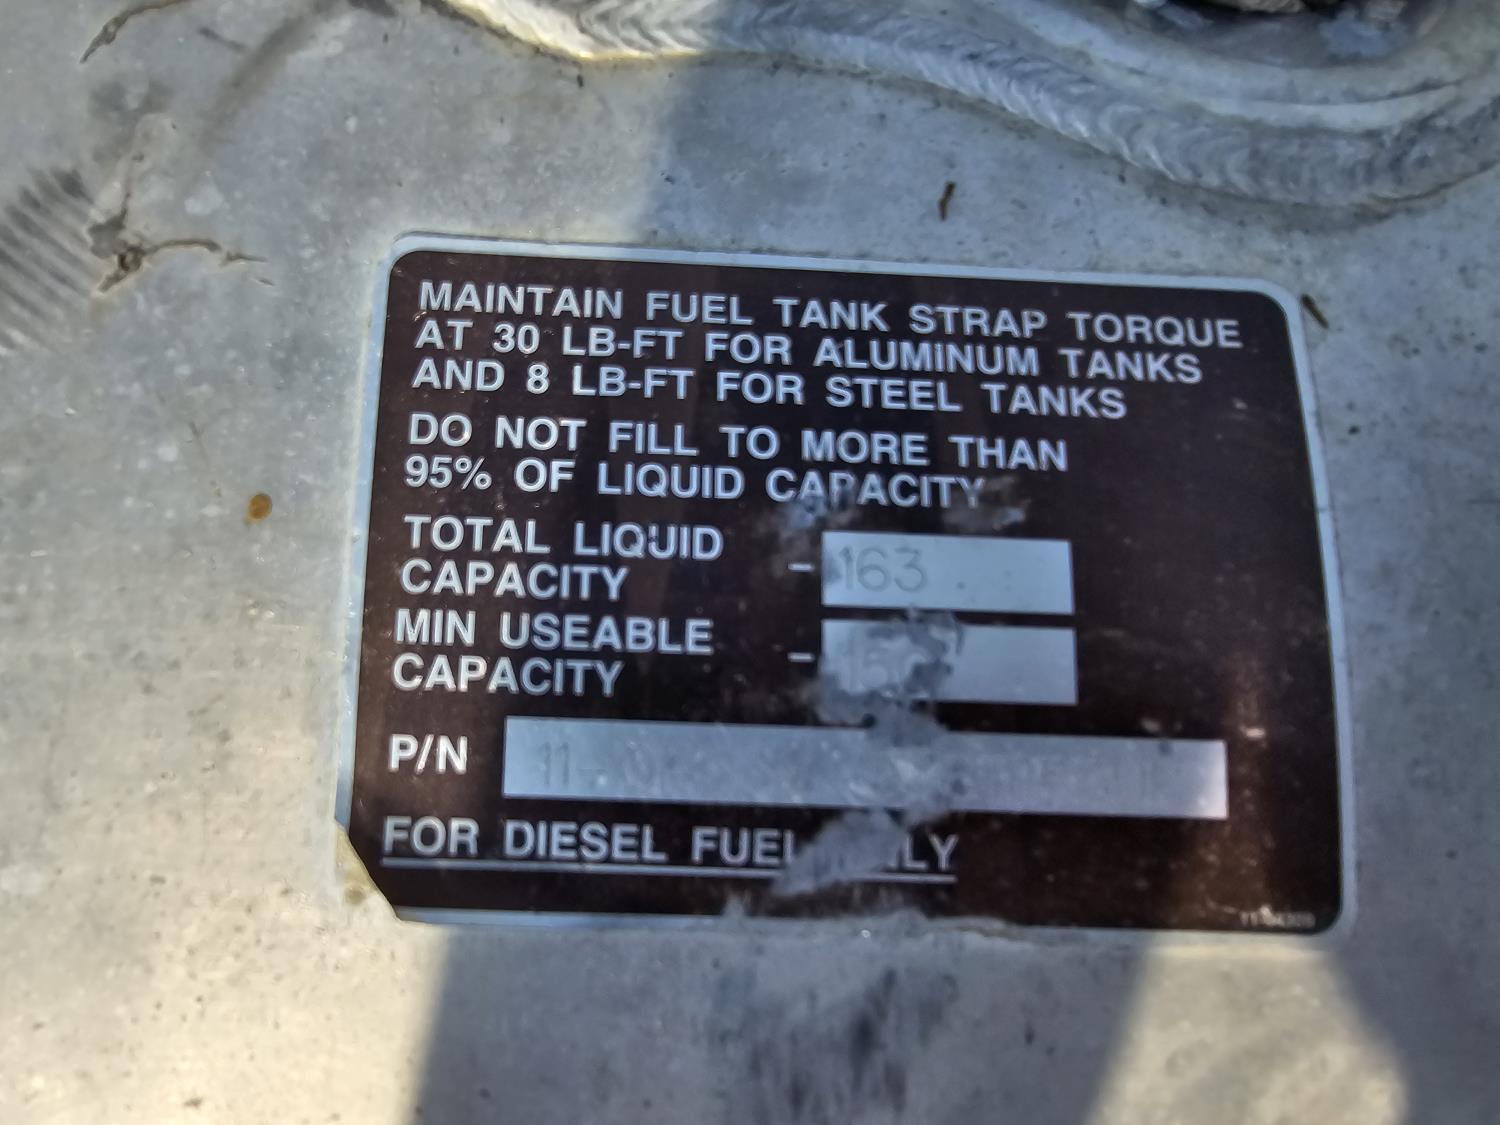 MAINTAIN FUEL TANK STRAP TORQUE
AT 30 LB-FT FOR ALUMINUM TANKS
AND 8 LB-FT FOR STEEL TANKS
DO NOT FILL TO MORE THAN
95% OF LIQUID CAPACITY
TOTAL LIQUID
CAPACITY - 163
MIN USEABLE
CAPACITY -
P/N
FOR DIESEL FUEL ONLY